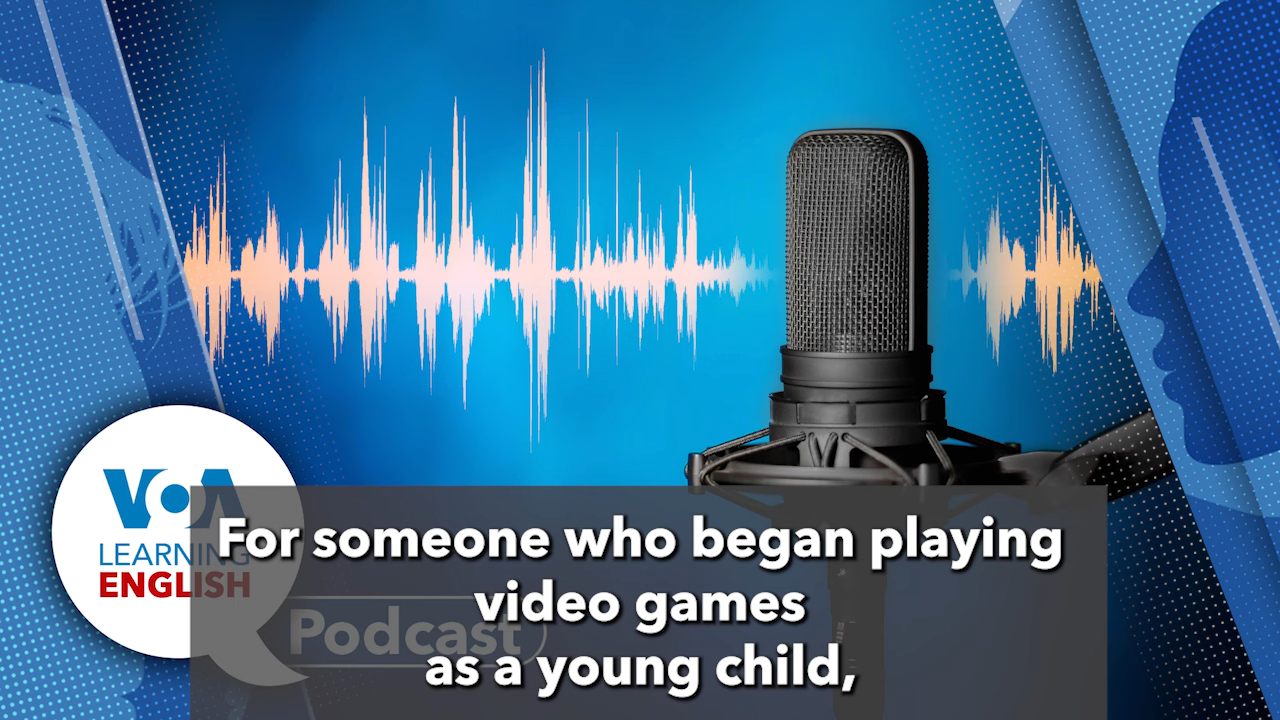 VOA
LEARNING
ENGLISH
Podcast
For someone who began playing
video games
as a young child,